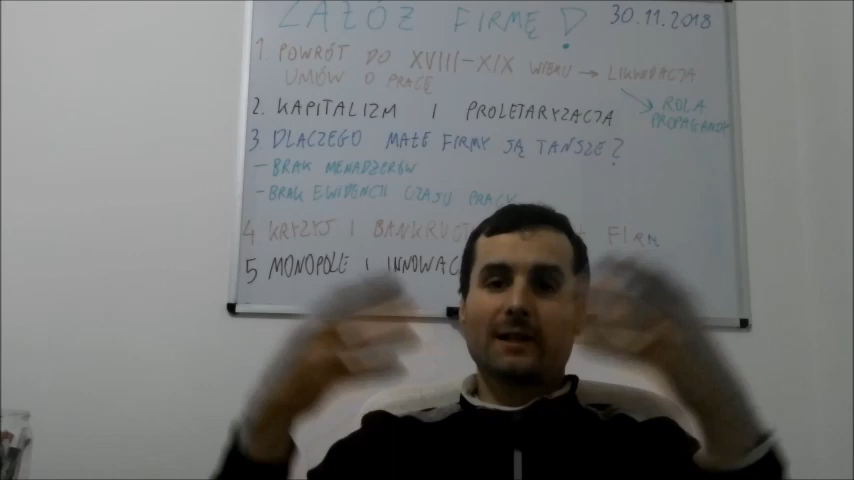 ZAŁÓŻ FIRMĘ! 30.11.2018
1. POWRÓT DO XVIII-XIX WIEKU → LIKWIDACJA
UMÓW O PRACĘ
ROLA
PROPAGANDY
2. KAPITALIZM I PROLETARYZACJA
3 DLACZEGO MAŁE FIRMY SĄ TAŃSZE?
- BRAK MENADŻERÓW
- BRAK EWIDENCJI CZASU PRACY
4 KRYZYS I FIRM
5 MONOPOLE I